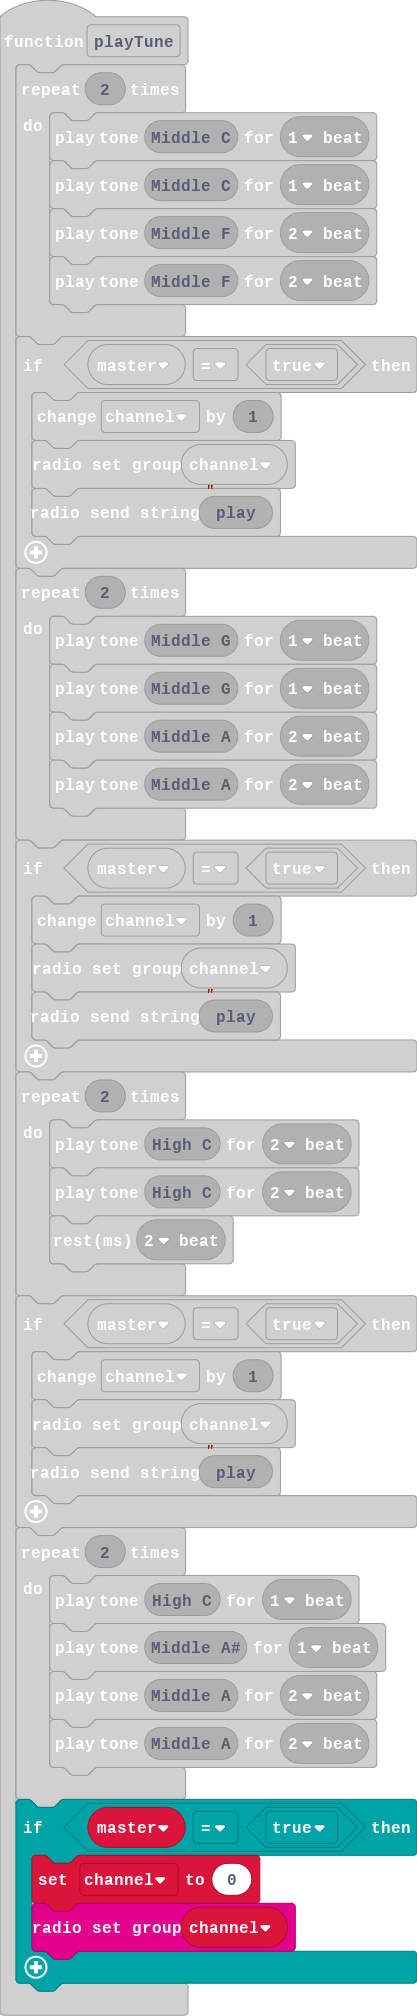 function playTune
repeat 2 times
do
play tone Middle C for 1 beat
play tone Middle C for 1 beat
play tone Middle F for 2 beat
play tone Middle F for 2 beat
if master = true then
change channel by 1
radio set group channel
radio send string " play
repeat 2 times
do
play tone Middle G for 1 beat
play tone Middle G for 1 beat
play tone Middle A for 2 beat
play tone Middle A for 2 beat
if master = true then
change channel by 1
radio set group channel
radio send string " play
repeat 2 times
do
play tone High C for 2 beat
play tone High C for 2 beat
rest(ms) 2 beat
if master = true then
change channel by 1
radio set group channel
radio send string " play
repeat 2 times
do
play tone High C for 1 beat
play tone Middle A# for 1 beat
play tone Middle A for 2 beat
play tone Middle A for 2 beat
if master = true then
set channel to 0
radio set group channel